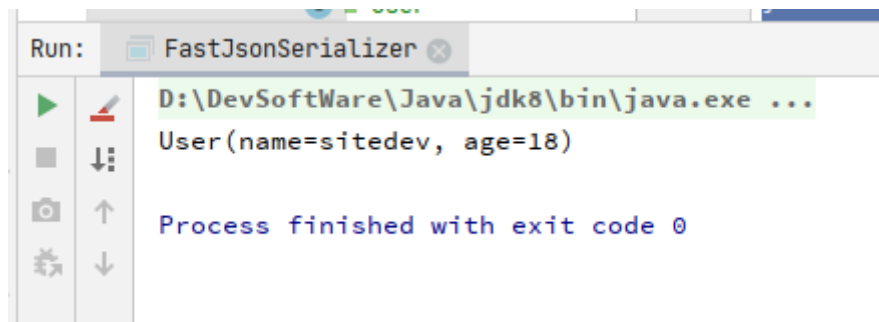 Run: FastJsonSerializer
D:\DevSoftWare\Java\jdk8\bin\java.exe ...
User(name=sitedev, age=18)
Process finished with exit code 0